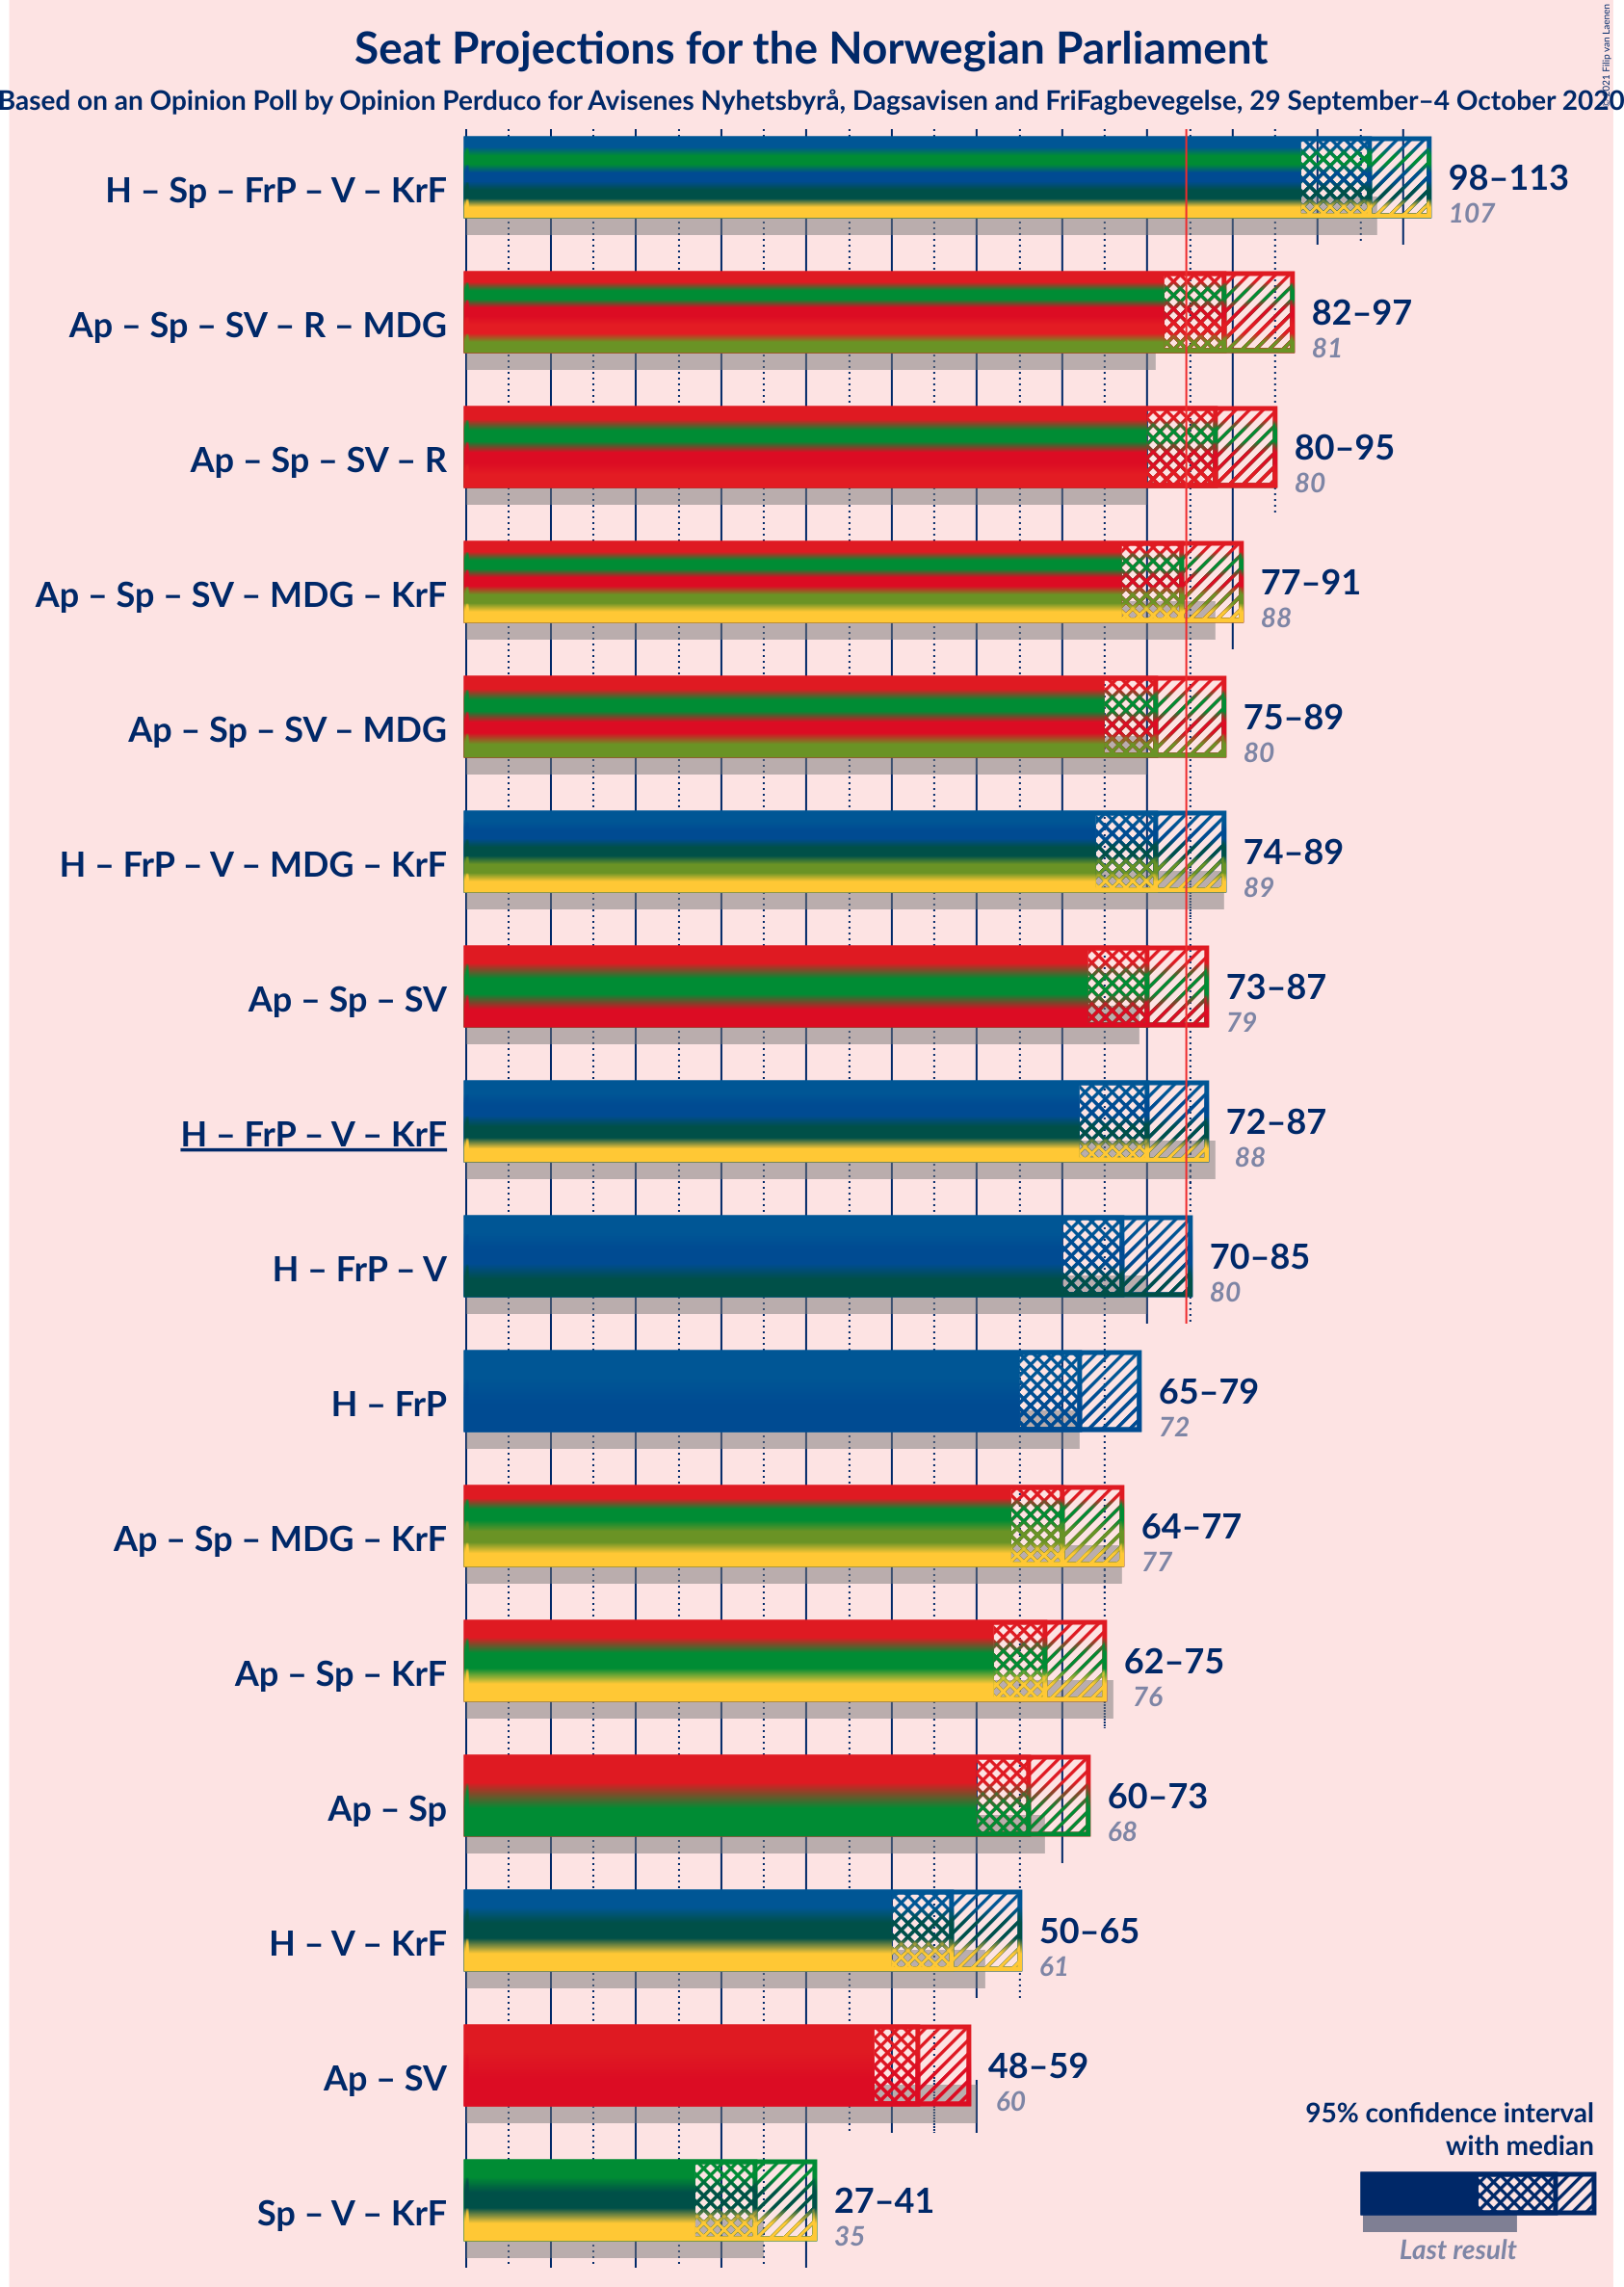 Seat Projections for the Norwegian Parliament
Based on an Opinion Poll by Opinion Perduco for Avisenes Nyhetsbyrå, Dagsavisen and FriFagbevegelse, 29 September–4 October 2020
© 2021 Filip van Laenen
H – Sp – FrP – V – KrF
98–113
107
Ap – Sp – SV – R – MDG
82–97
81
Ap – Sp – SV – R
80–95
80
Ap – Sp – SV – MDG – KrF
77–91
88
Ap – Sp – SV – MDG
75–89
80
H – FrP – V – MDG – KrF
74–89
89
Ap – Sp – SV
73–87
79
H – FrP – V – KrF
72–87
88
H – FrP – V
70–85
80
H – FrP
65–79
72
Ap – Sp – MDG – KrF
64–77
77
Ap – Sp – KrF
62–75
76
Ap – Sp
60–73
68
H – V – KrF
50–65
61
Ap – SV
48–59
60
Sp – V – KrF
27–41
35
95% confidence interval
with median
Last result